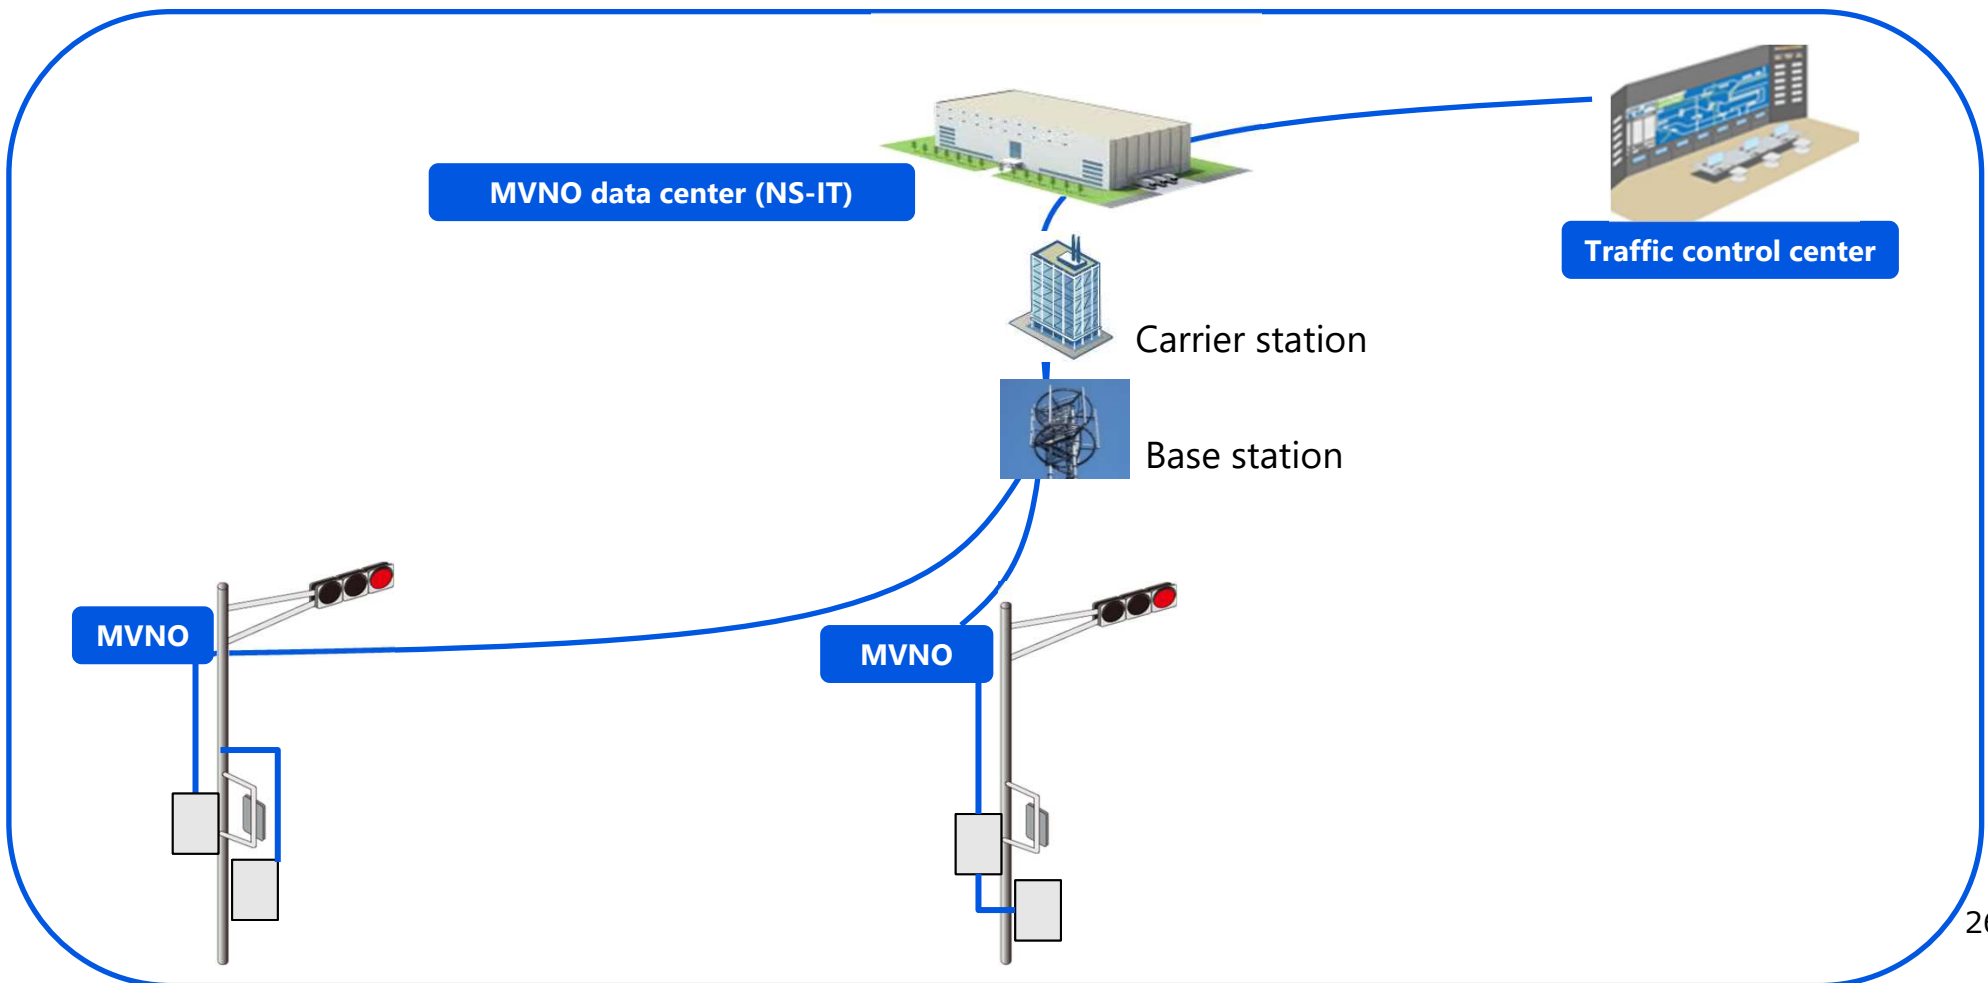 MVNO data center (NS-IT)
Traffic control center
Carrier station
Base station
MVNO
MVNO